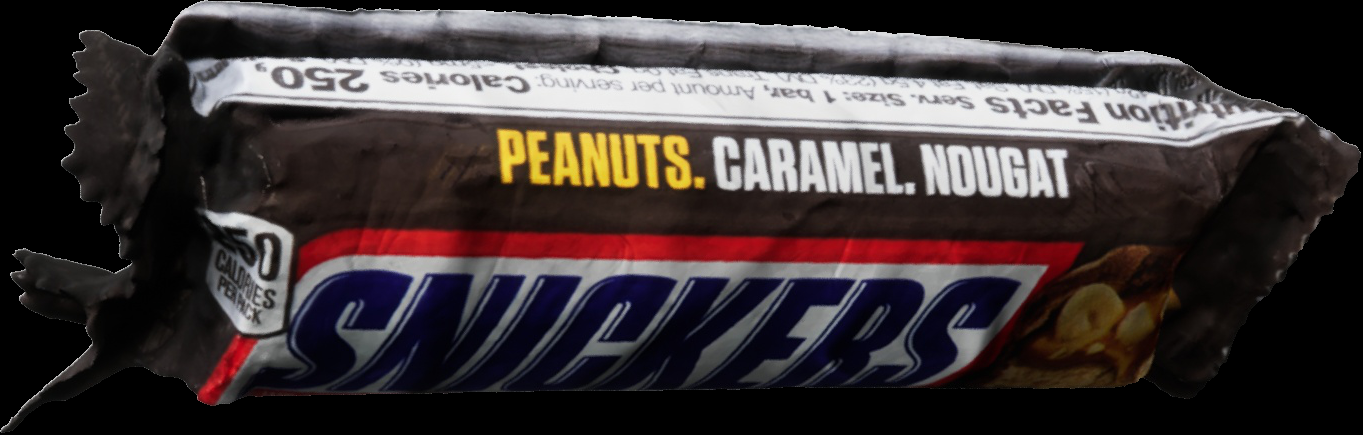 Nutrition Facts Serv. Size: 1 bar, Amount per serving: Calories 250,
PEANUTS. CARAMEL. NOUGAT
250
CALORIES
PER PACK
SNICKERS